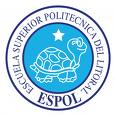 ESCUELA SUPERIOR POLITECNICA DEL LITORAL
ESPOL